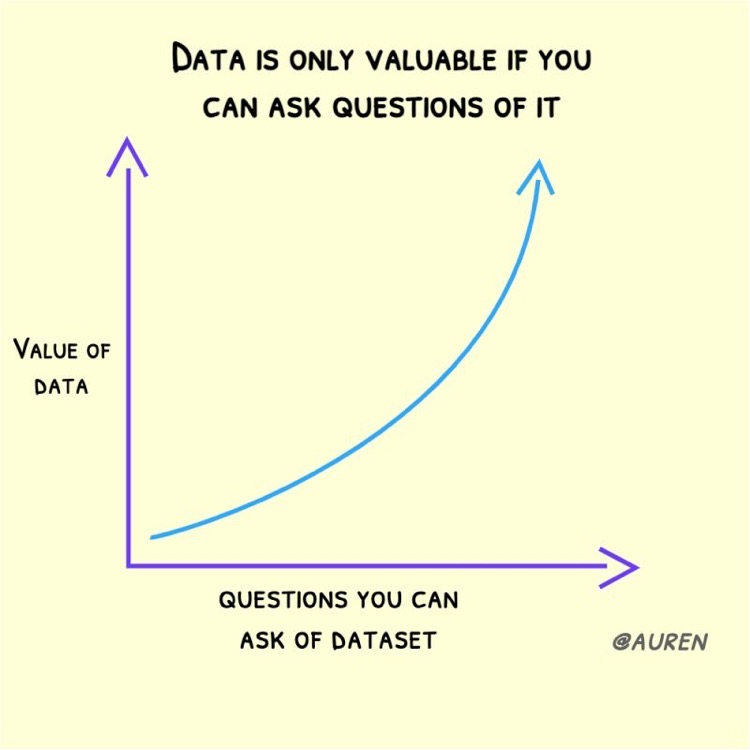 Data is only valuable if you
can ask questions of it
Value of
data
questions you can
ask of dataset
@auren